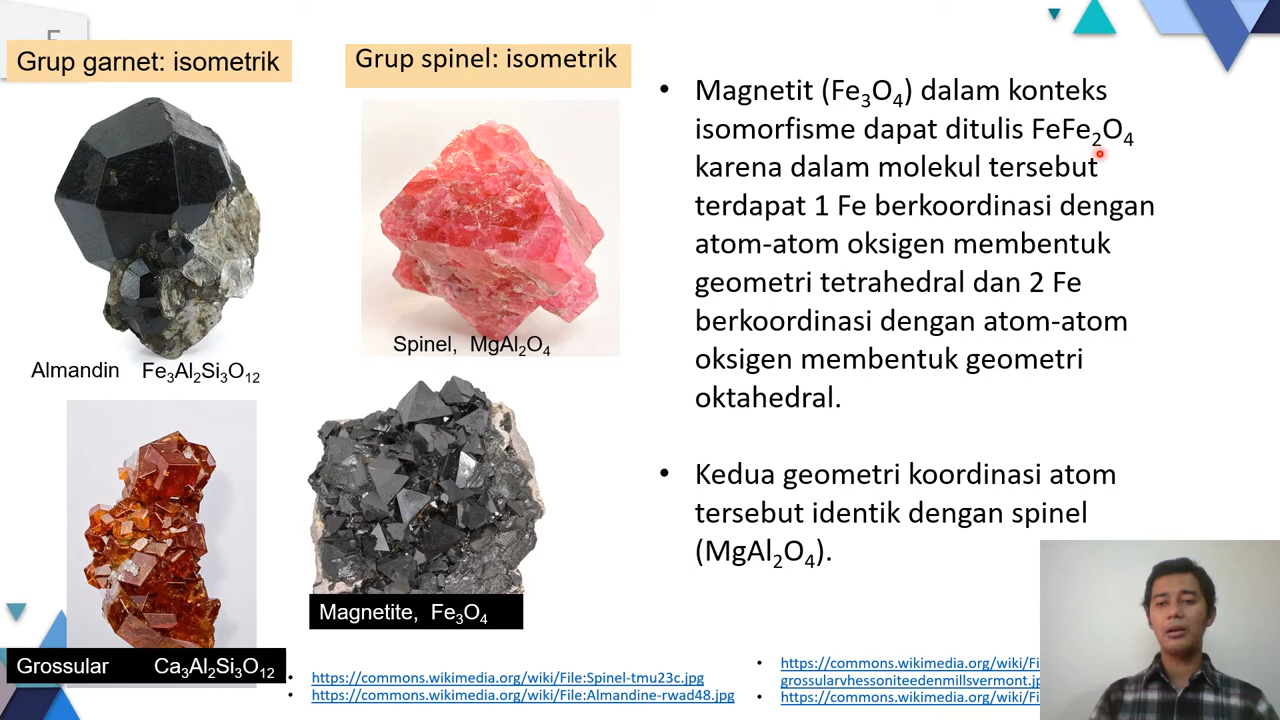 Grup garnet: isometrik
Grup spinel: isometrik
Almandin Fe₃Al₂Si₃O₁₂
Spinel, MgAl₂O₄
Magnetite, Fe₃O₄
Grossular Ca₃Al₂Si₃O₁₂
• Magnetit (Fe₃O₄) dalam konteks
isomorfisme dapat ditulis FeFe₂O₄
karena dalam molekul tersebut
terdapat 1 Fe berkoordinasi dengan
atom-atom oksigen membentuk
geometri tetrahedral dan 2 Fe
berkoordinasi dengan atom-atom
oksigen membentuk geometri
oktahedral.
• Kedua geometri koordinasi atom
tersebut identik dengan spinel
(MgAl₂O₄).
• https://commons.wikimedia.org/wiki/File:Spinel-tmu23c.jpg
• https://commons.wikimedia.org/wiki/File:Almandine-rwad48.jpg
• https://commons.wikimedia.org/wiki/Fi
grossularvhessoniteedenmillsvermont.jp
• https://commons.wikimedia.org/wiki/Fi